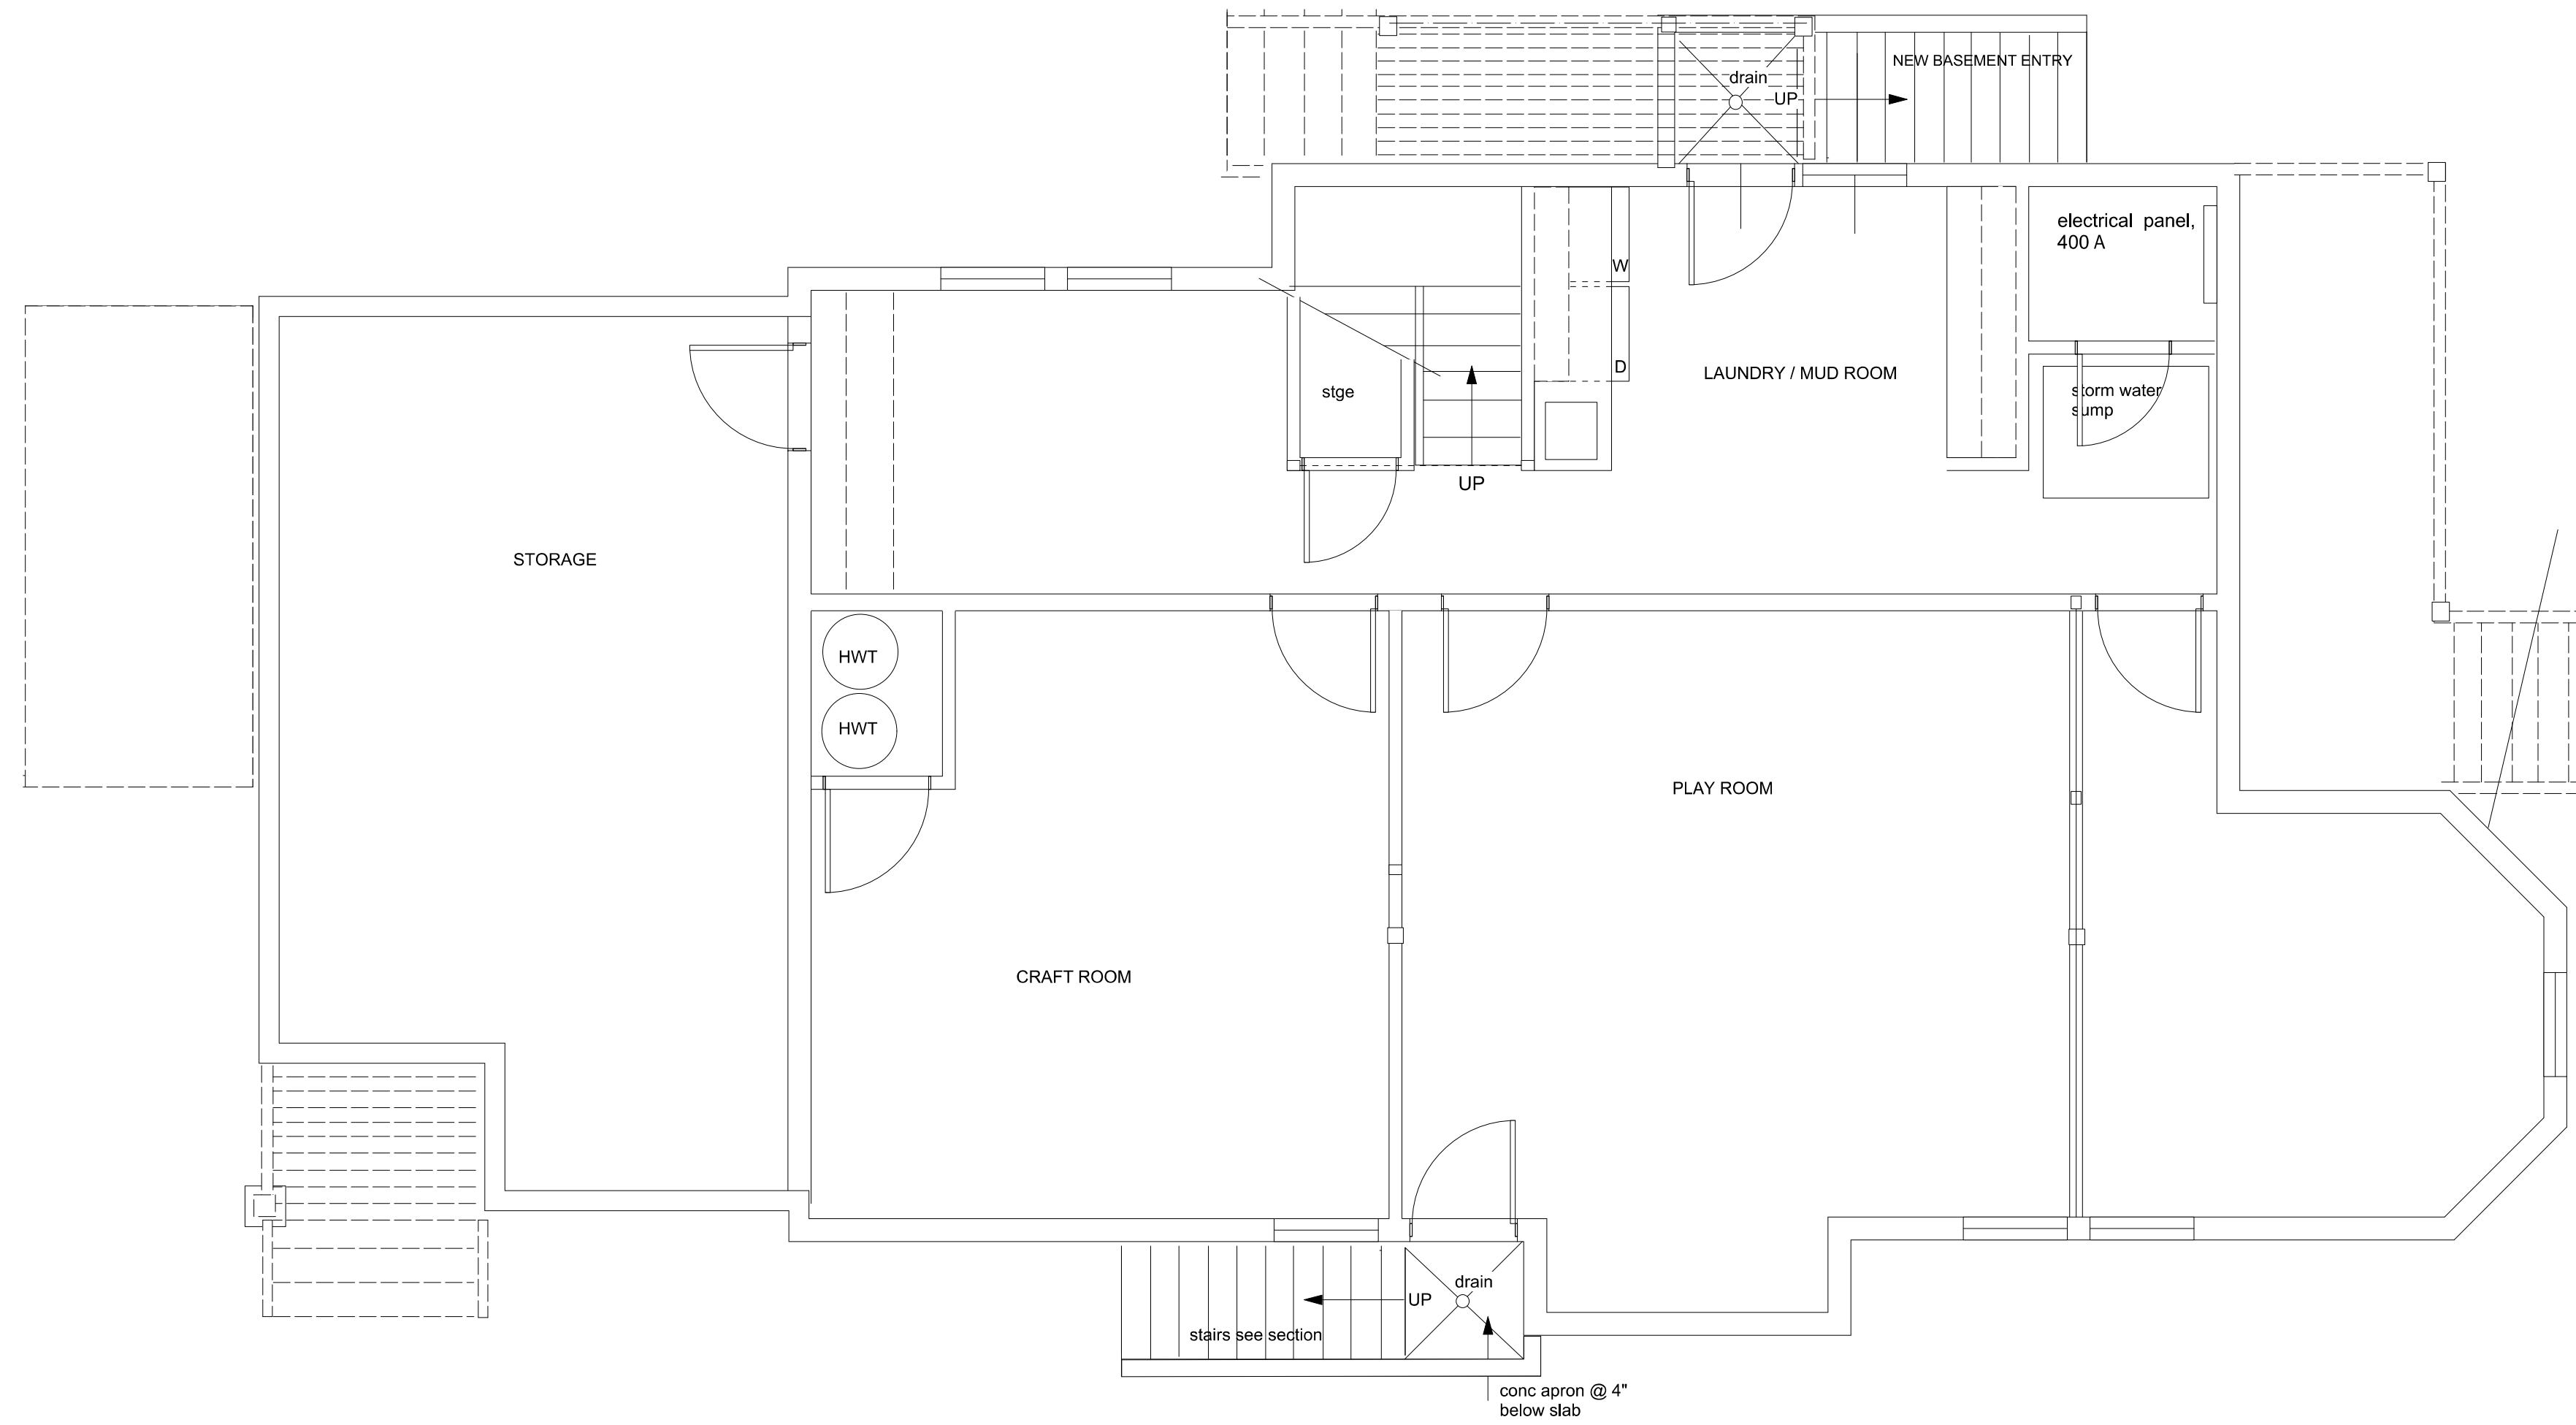 NEW BASEMENT ENTRY
drain
UP
electrical panel,
400 A
W
D
LAUNDRY / MUD ROOM
stge
storm water
sump
UP
STORAGE
HWT
HWT
PLAY ROOM
CRAFT ROOM
drain
UP
stairs see section
conc apron @ 4"
below slab